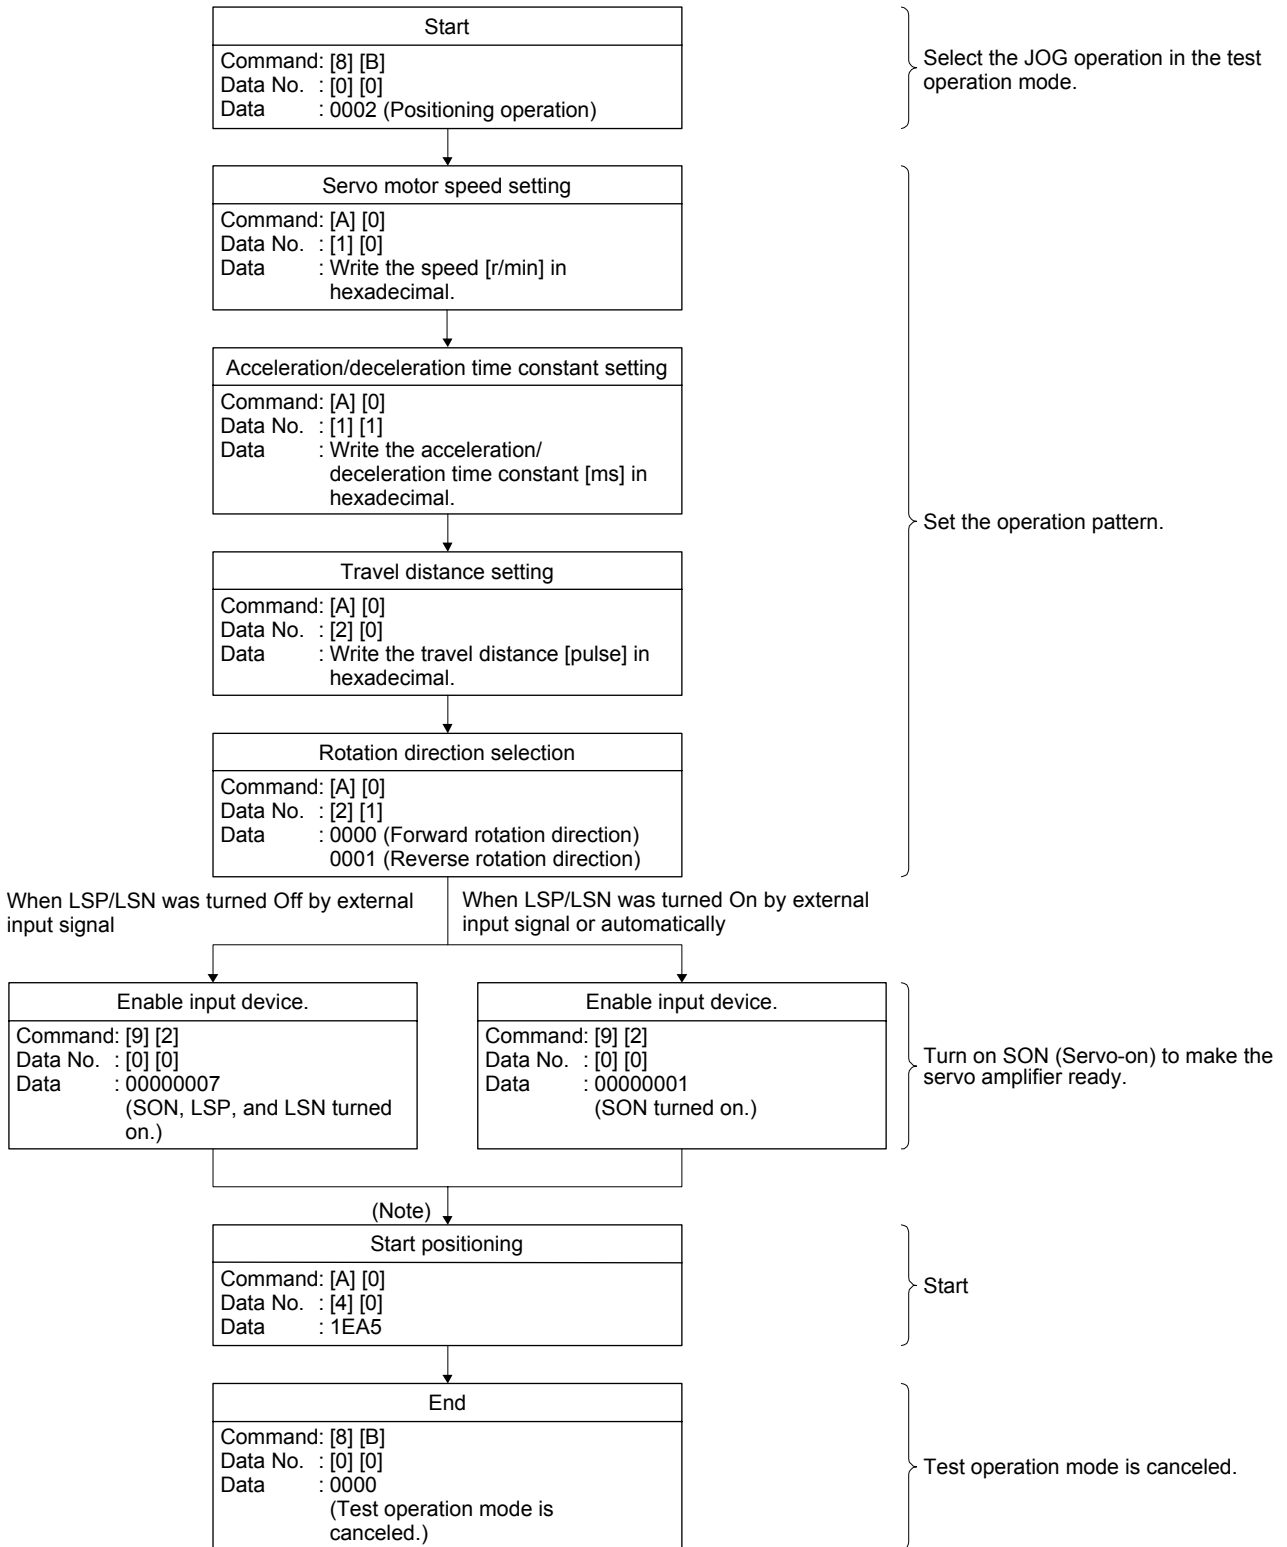 Start
Command: [8] [B]
Data No. : [0] [0]
Data : 0002 (Positioning operation)
Select the JOG operation in the test
operation mode.
Servo motor speed setting
Command: [A] [0]
Data No. : [1] [0]
Data : Write the speed [r/min] in
hexadecimal.
Acceleration/deceleration time constant setting
Command: [A] [0]
Data No. : [1] [1]
Data : Write the acceleration/
deceleration time constant [ms] in
hexadecimal.
Set the operation pattern.
Travel distance setting
Command: [A] [0]
Data No. : [2] [0]
Data : Write the travel distance [pulse] in
hexadecimal.
Rotation direction selection
Command: [A] [0]
Data No. : [2] [1]
Data : 0000 (Forward rotation direction)
0001 (Reverse rotation direction)
When LSP/LSN was turned Off by external
input signal
When LSP/LSN was turned On by external
input signal or automatically
Enable input device.
Command: [9] [2]
Data No. : [0] [0]
Data : 00000007
(SON, LSP, and LSN turned
on.)
Enable input device.
Command: [9] [2]
Data No. : [0] [0]
Data : 00000001
(SON turned on.)
Turn on SON (Servo-on) to make the
servo amplifier ready.
(Note)
Start positioning
Command: [A] [0]
Data No. : [4] [0]
Data : 1EA5
Start
End
Command: [8] [B]
Data No. : [0] [0]
Data : 0000
(Test operation mode is
canceled.)
Test operation mode is canceled.